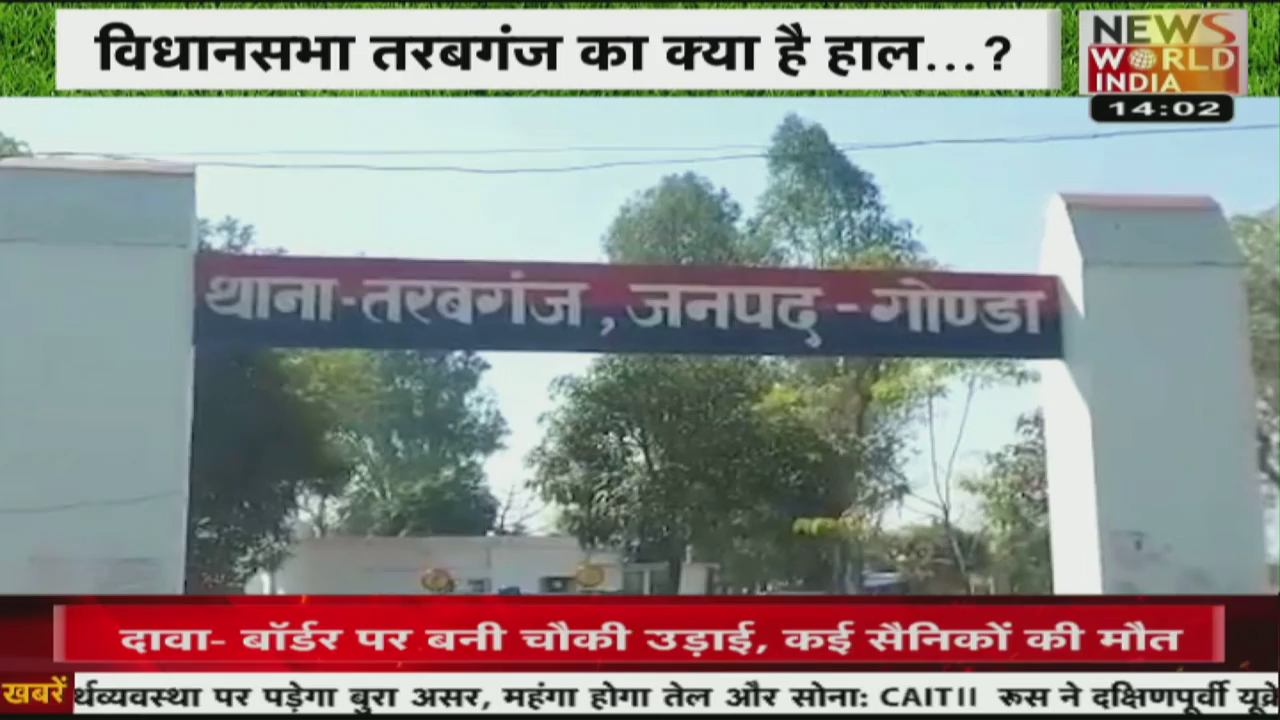 विधानसभा तरबगंज का क्या है हाल...?
NEWS
WORLD
INDIA
14:02
थाना-तरबगंज, जनपद - गोण्डा
दावा- बॉर्डर पर बनी चौकी उड़ाई, कई सैनिकों की मौत
खबरें र्थव्यवस्था पर पड़ेगा बुरा असर, महंगा होगा तेल और सोना: CAITII रूस ने दक्षिणपूर्वी